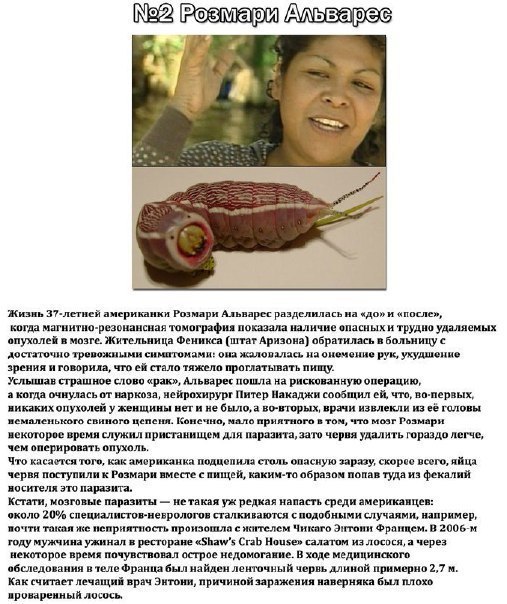 №2 Розмари Альварес
Жизнь 37-летней американки Розмари Альварес разделилась на «до» и «после»,
когда магнитно-резонансная томография показала наличие опасных и трудно удаляемых
опухолей в мозге. Жительница Феникса (штат Аризона) обратилась в больницу с
достаточно тревожными симптомами: она жаловалась на онемение рук, ухудшение
зрения и говорила, что ей стало тяжело проглатывать пищу.
Услышав страшное слово «рак», Альварес пошла на рискованную операцию,
а когда очнулась от наркоза, нейрохирург Питер Накаджи сообщил ей, что, во-первых,
никаких опухолей у женщины нет и не было, а во-вторых, врачи извлекли из её головы
немаленького свиного цепеня. Конечно, мало приятного в том, что мозг Розмари
некоторое время служил пристанищем для паразита, зато червя удалить гораздо легче,
чем оперировать опухоль.
Что касается того, как американка подцепила столь опасную заразу, скорее всего, яйца
червя поступили к Розмари вместе с пищей, каким-то образом попав туда из фекалий
носителя это паразита.
Кстати, мозговые паразиты — не такая уж редкая напасть среди американцев:
около 20% специалистов-неврологов сталкиваются с подобными случаями, например,
почти такая же неприятность произошла с жителем Чикаго Энтони Францем. В 2006-м
году мужчина ужинал в ресторане «Shaw's Crab House» салатом из лосося, а через
некоторое время почувствовал острое недомогание. В ходе медицинского
обследования в теле Франца был найден ленточный червь длиной примерно 2,7 м.
Как считает лечащий врач Энтони, причиной заражения наверняка был плохо
проваренный лосось.